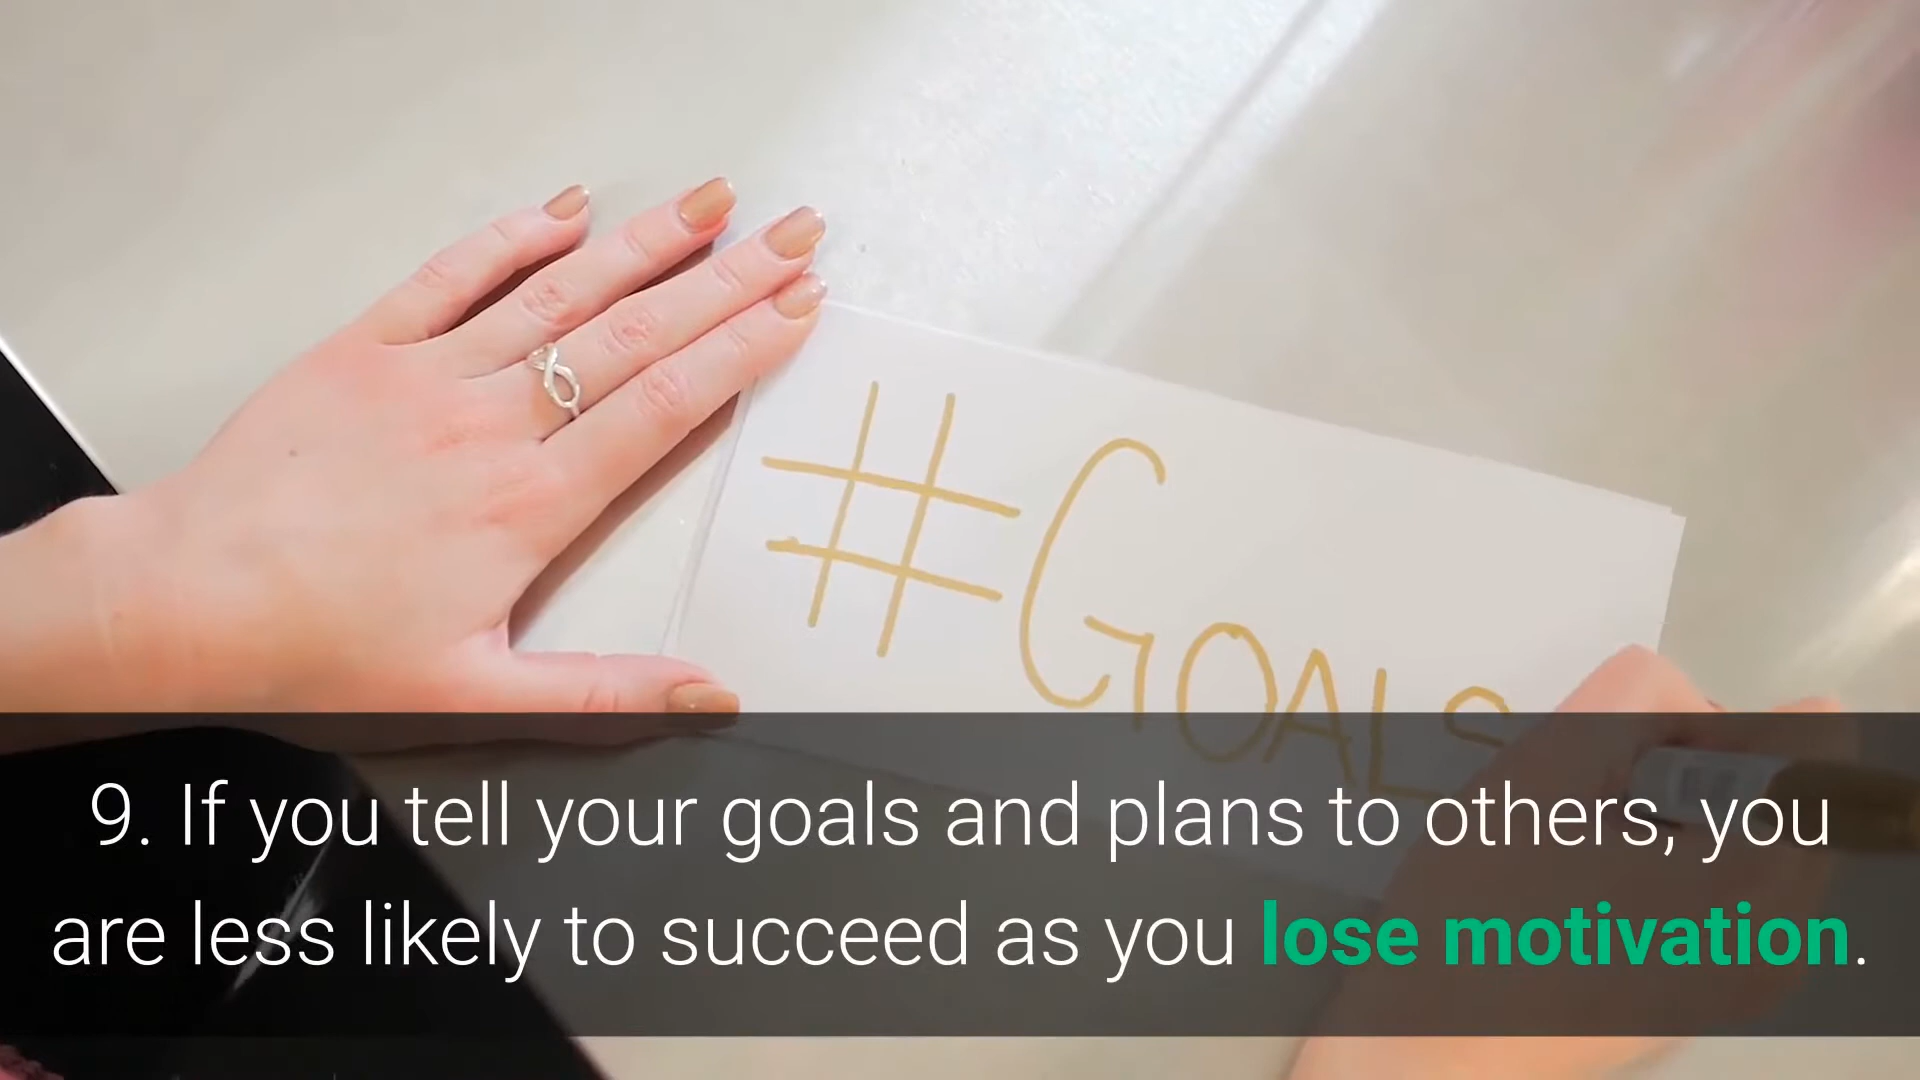 #GOALS
9. If you tell your goals and plans to others, you
are less likely to succeed as you lose motivation.